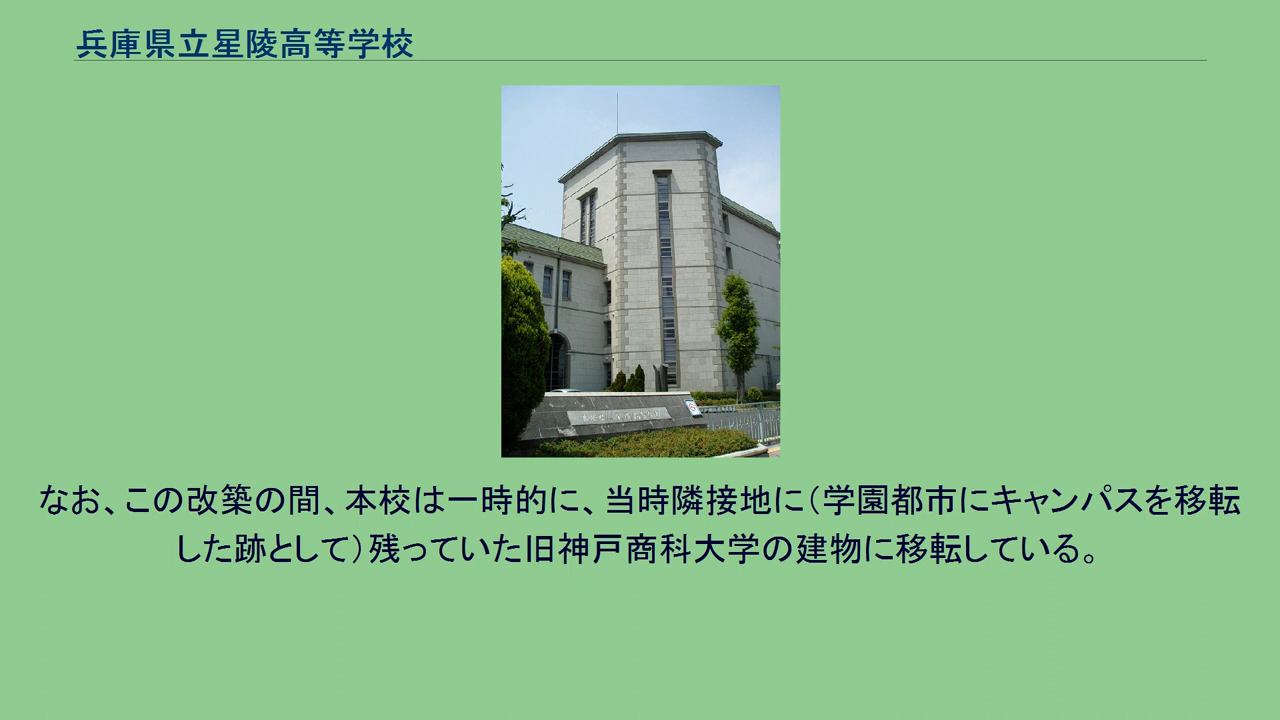 兵庫県立星陵高等学校
なお、この改築の間、本校は一時的に、当時隣接地に（学園都市にキャンパスを移転
した跡として）残っていた旧神戸商科大学の建物に移転している。